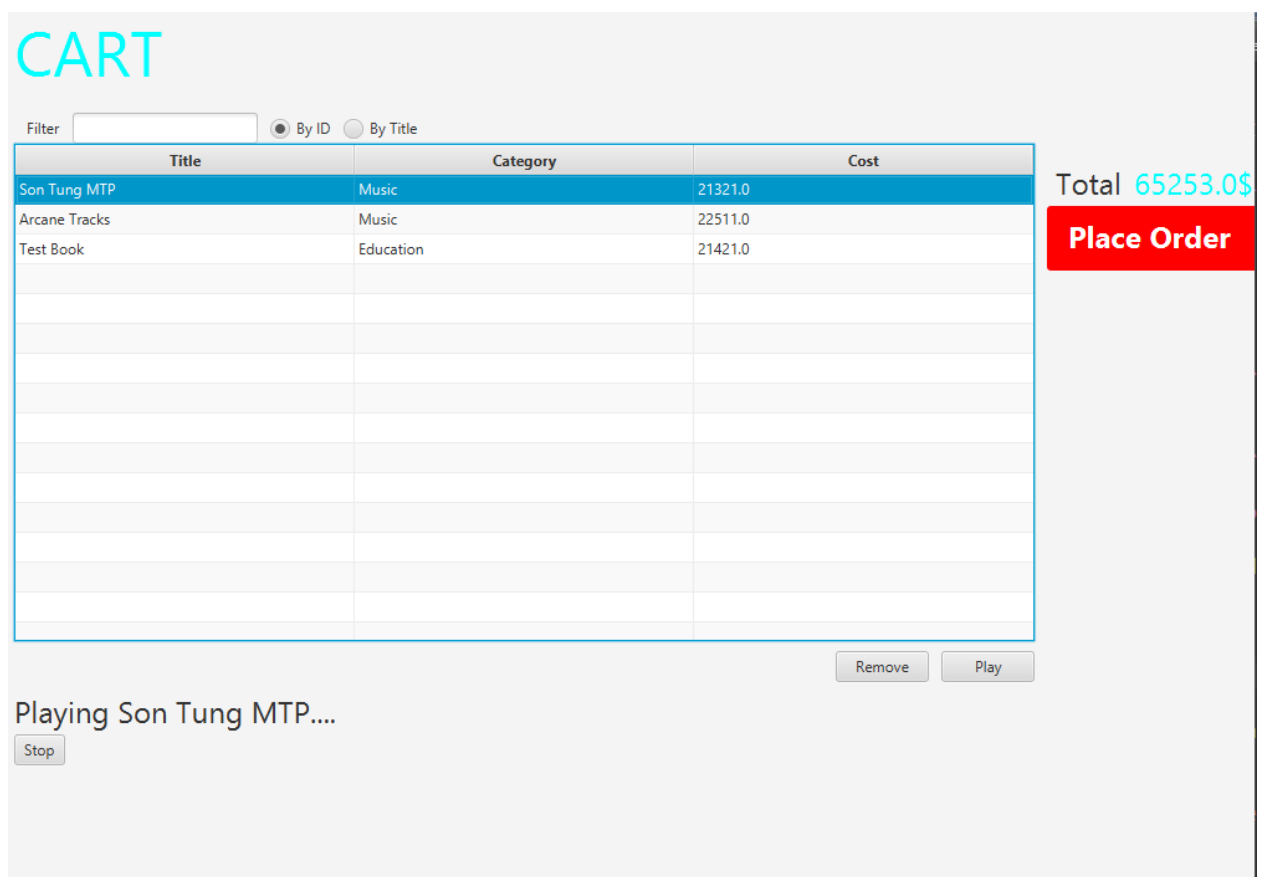 CART
Filter By ID By Title
Title Category Cost
Son Tung MTP Music 21321.0
Arcane Tracks Music 22511.0
Test Book Education 21421.0
Total 65253.0$
Place Order
Remove Play
Playing Son Tung MTP....
Stop